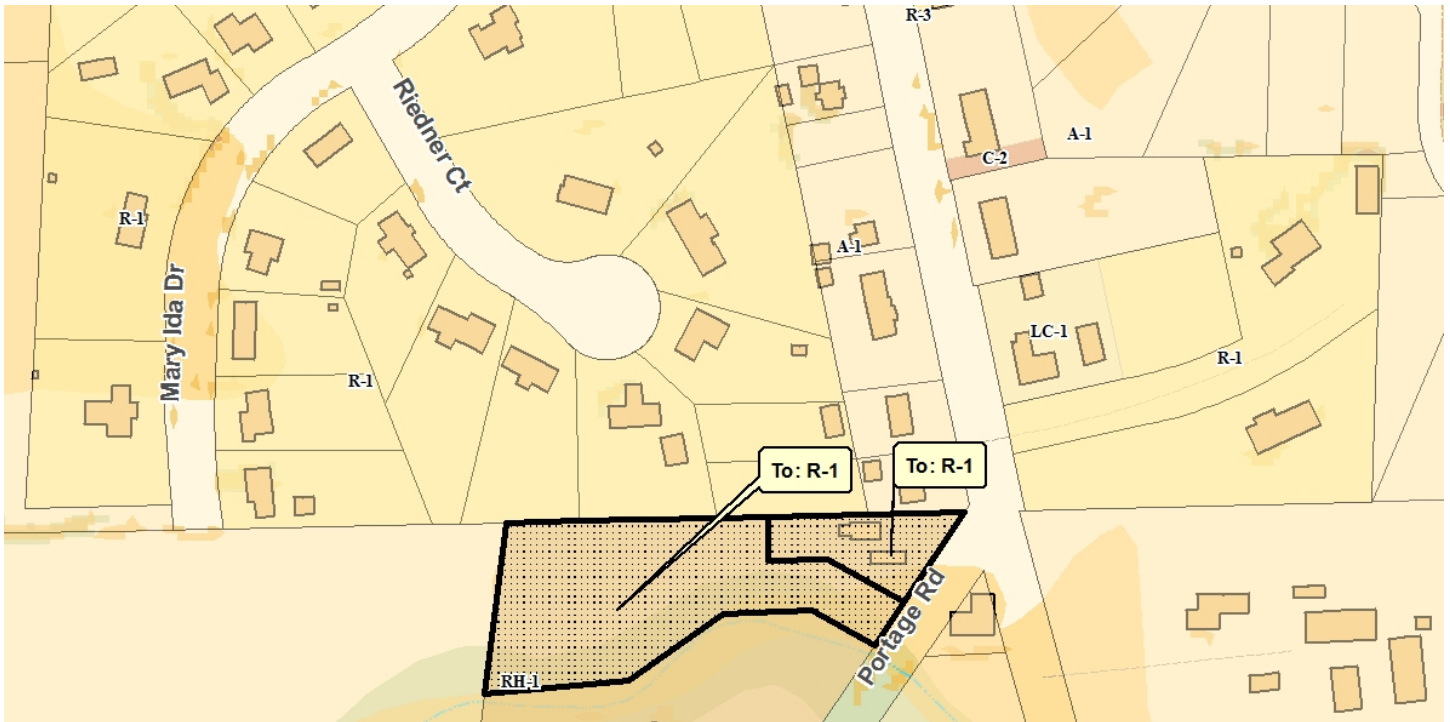 R-3
Riedner Ct
A-1
C-2
R-1
A-1
Mary Ida Dr
LC-1
R-1
R-1
To: R-1
To: R-1
Portage Rd
RH-1